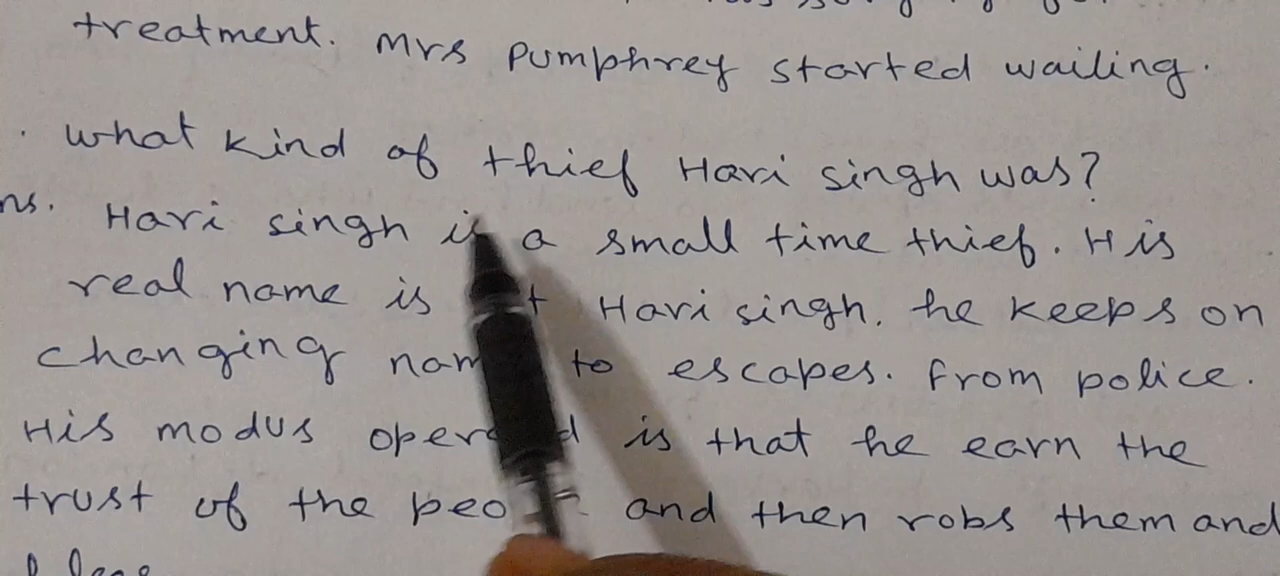 treatment. Mrs Pumphrey started wailing.
. What kind of thief Hari singh was?
ns. Hari singh is a small time thief. His
real name is Hari singh. he keeps on
changing to escapes. From police.
His modus is that he earn the
trust of the and then robs them and